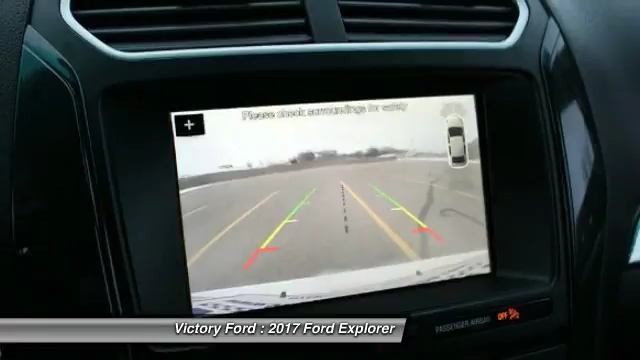 Please check surroundings for safety
+
PASSENGER AIRBAG OFF
Victory Ford : 2017 Ford Explorer